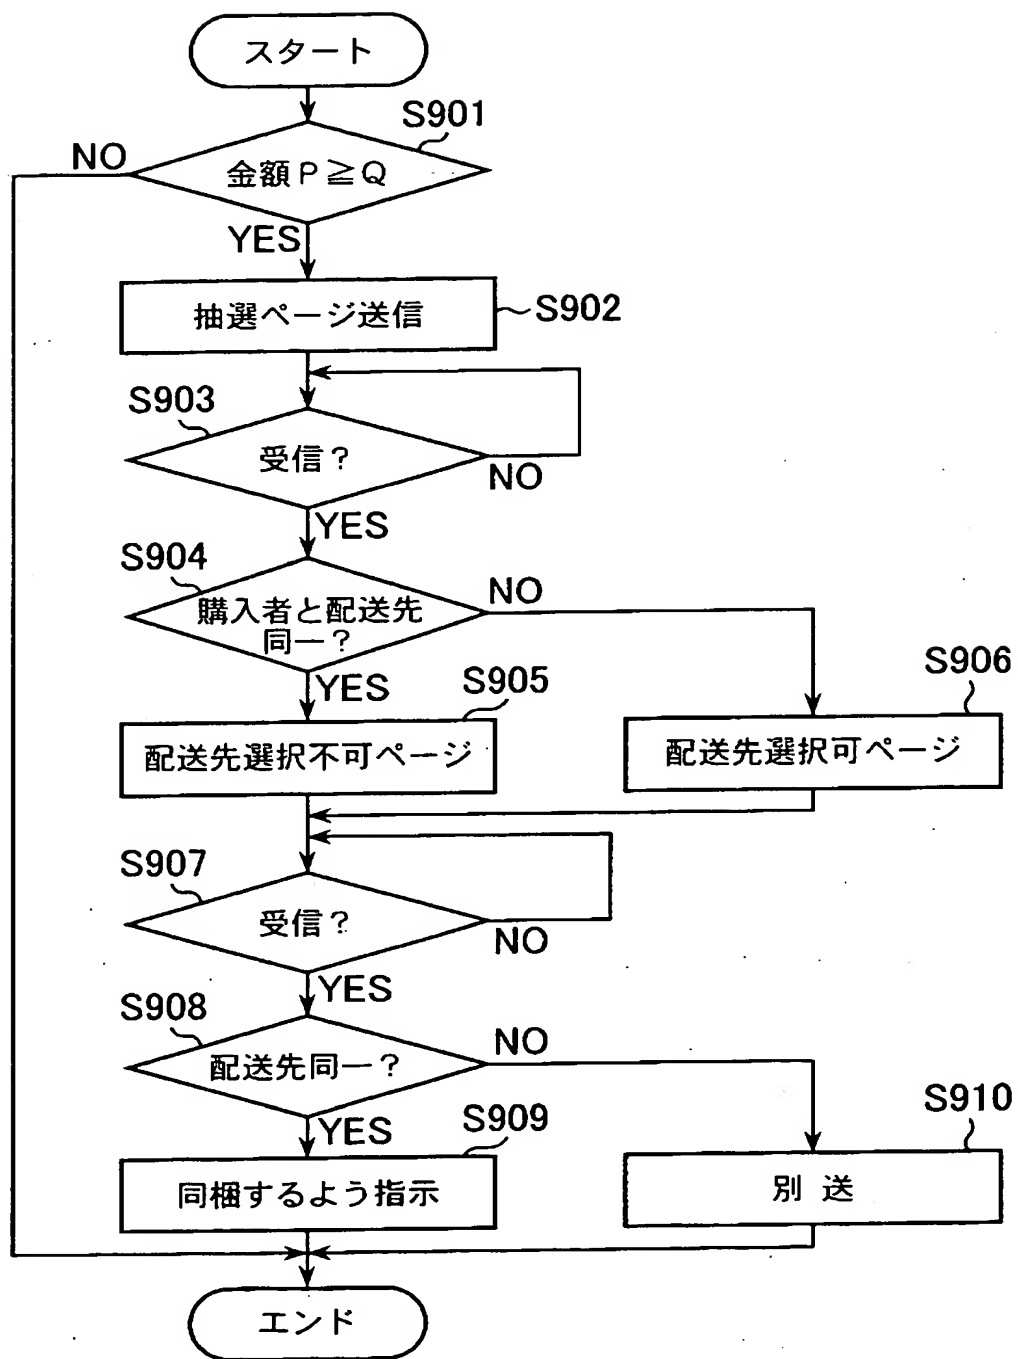 スタート
S901
NO
金額P≧Q
YES
抽選ページ送信
S902
S903
受信?
NO
YES
S904
NO
購入者と配送先
同一?
YES
S905
S906
配送先選択不可ページ
配送先選択可ページ
S907
受信?
NO
YES
S908
NO
配送先同一?
YES
S909
S910
同梱するよう指示
別 送
エンド